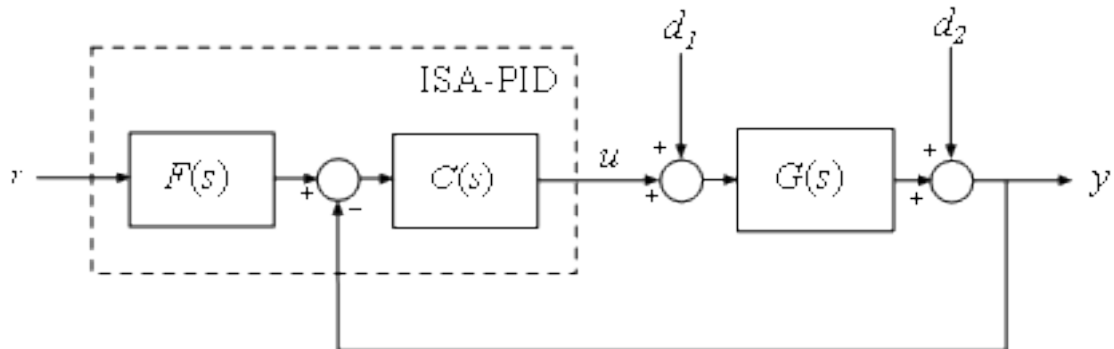 ISA-PID
d1
d2
r
F(s)
+
−
C(s)
u
+
+
G(s)
+
+
y